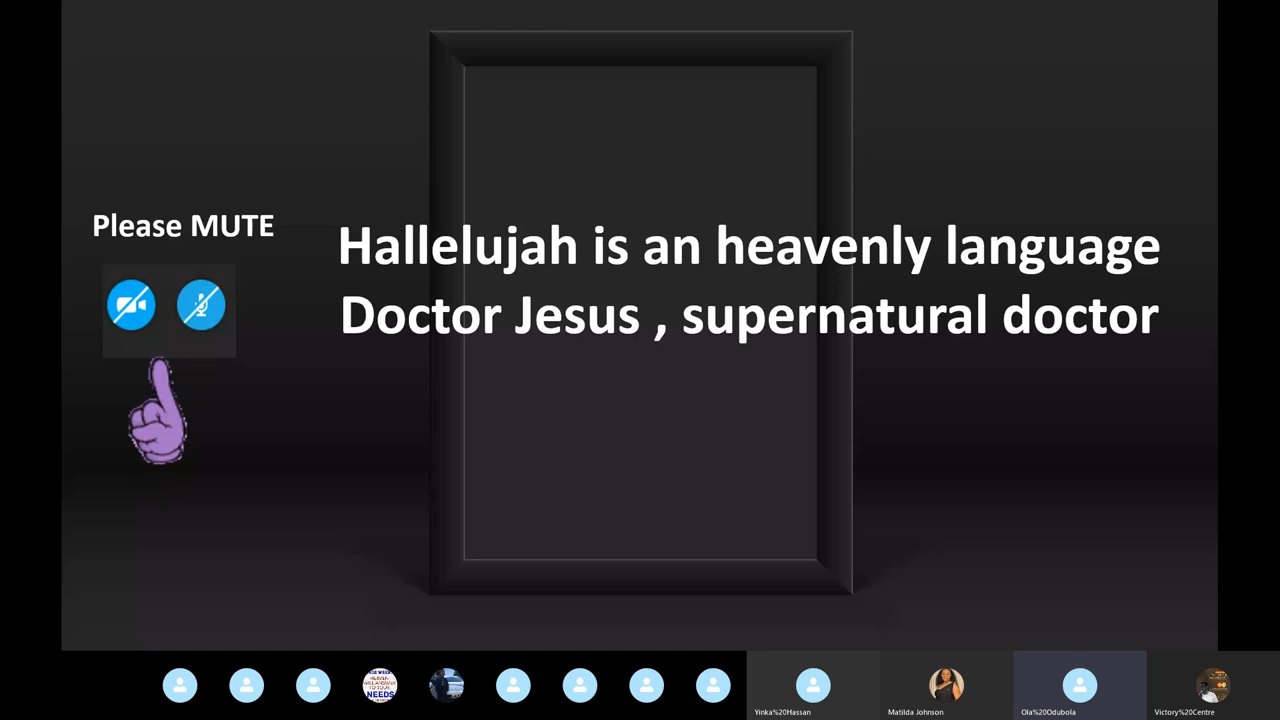 Please MUTE
Hallelujah is an heavenly language
Doctor Jesus , supernatural doctor
NEEDS
Yinka%20Hassan
Matilda Johnson
Ola%20Odubola
Victory%20Centre